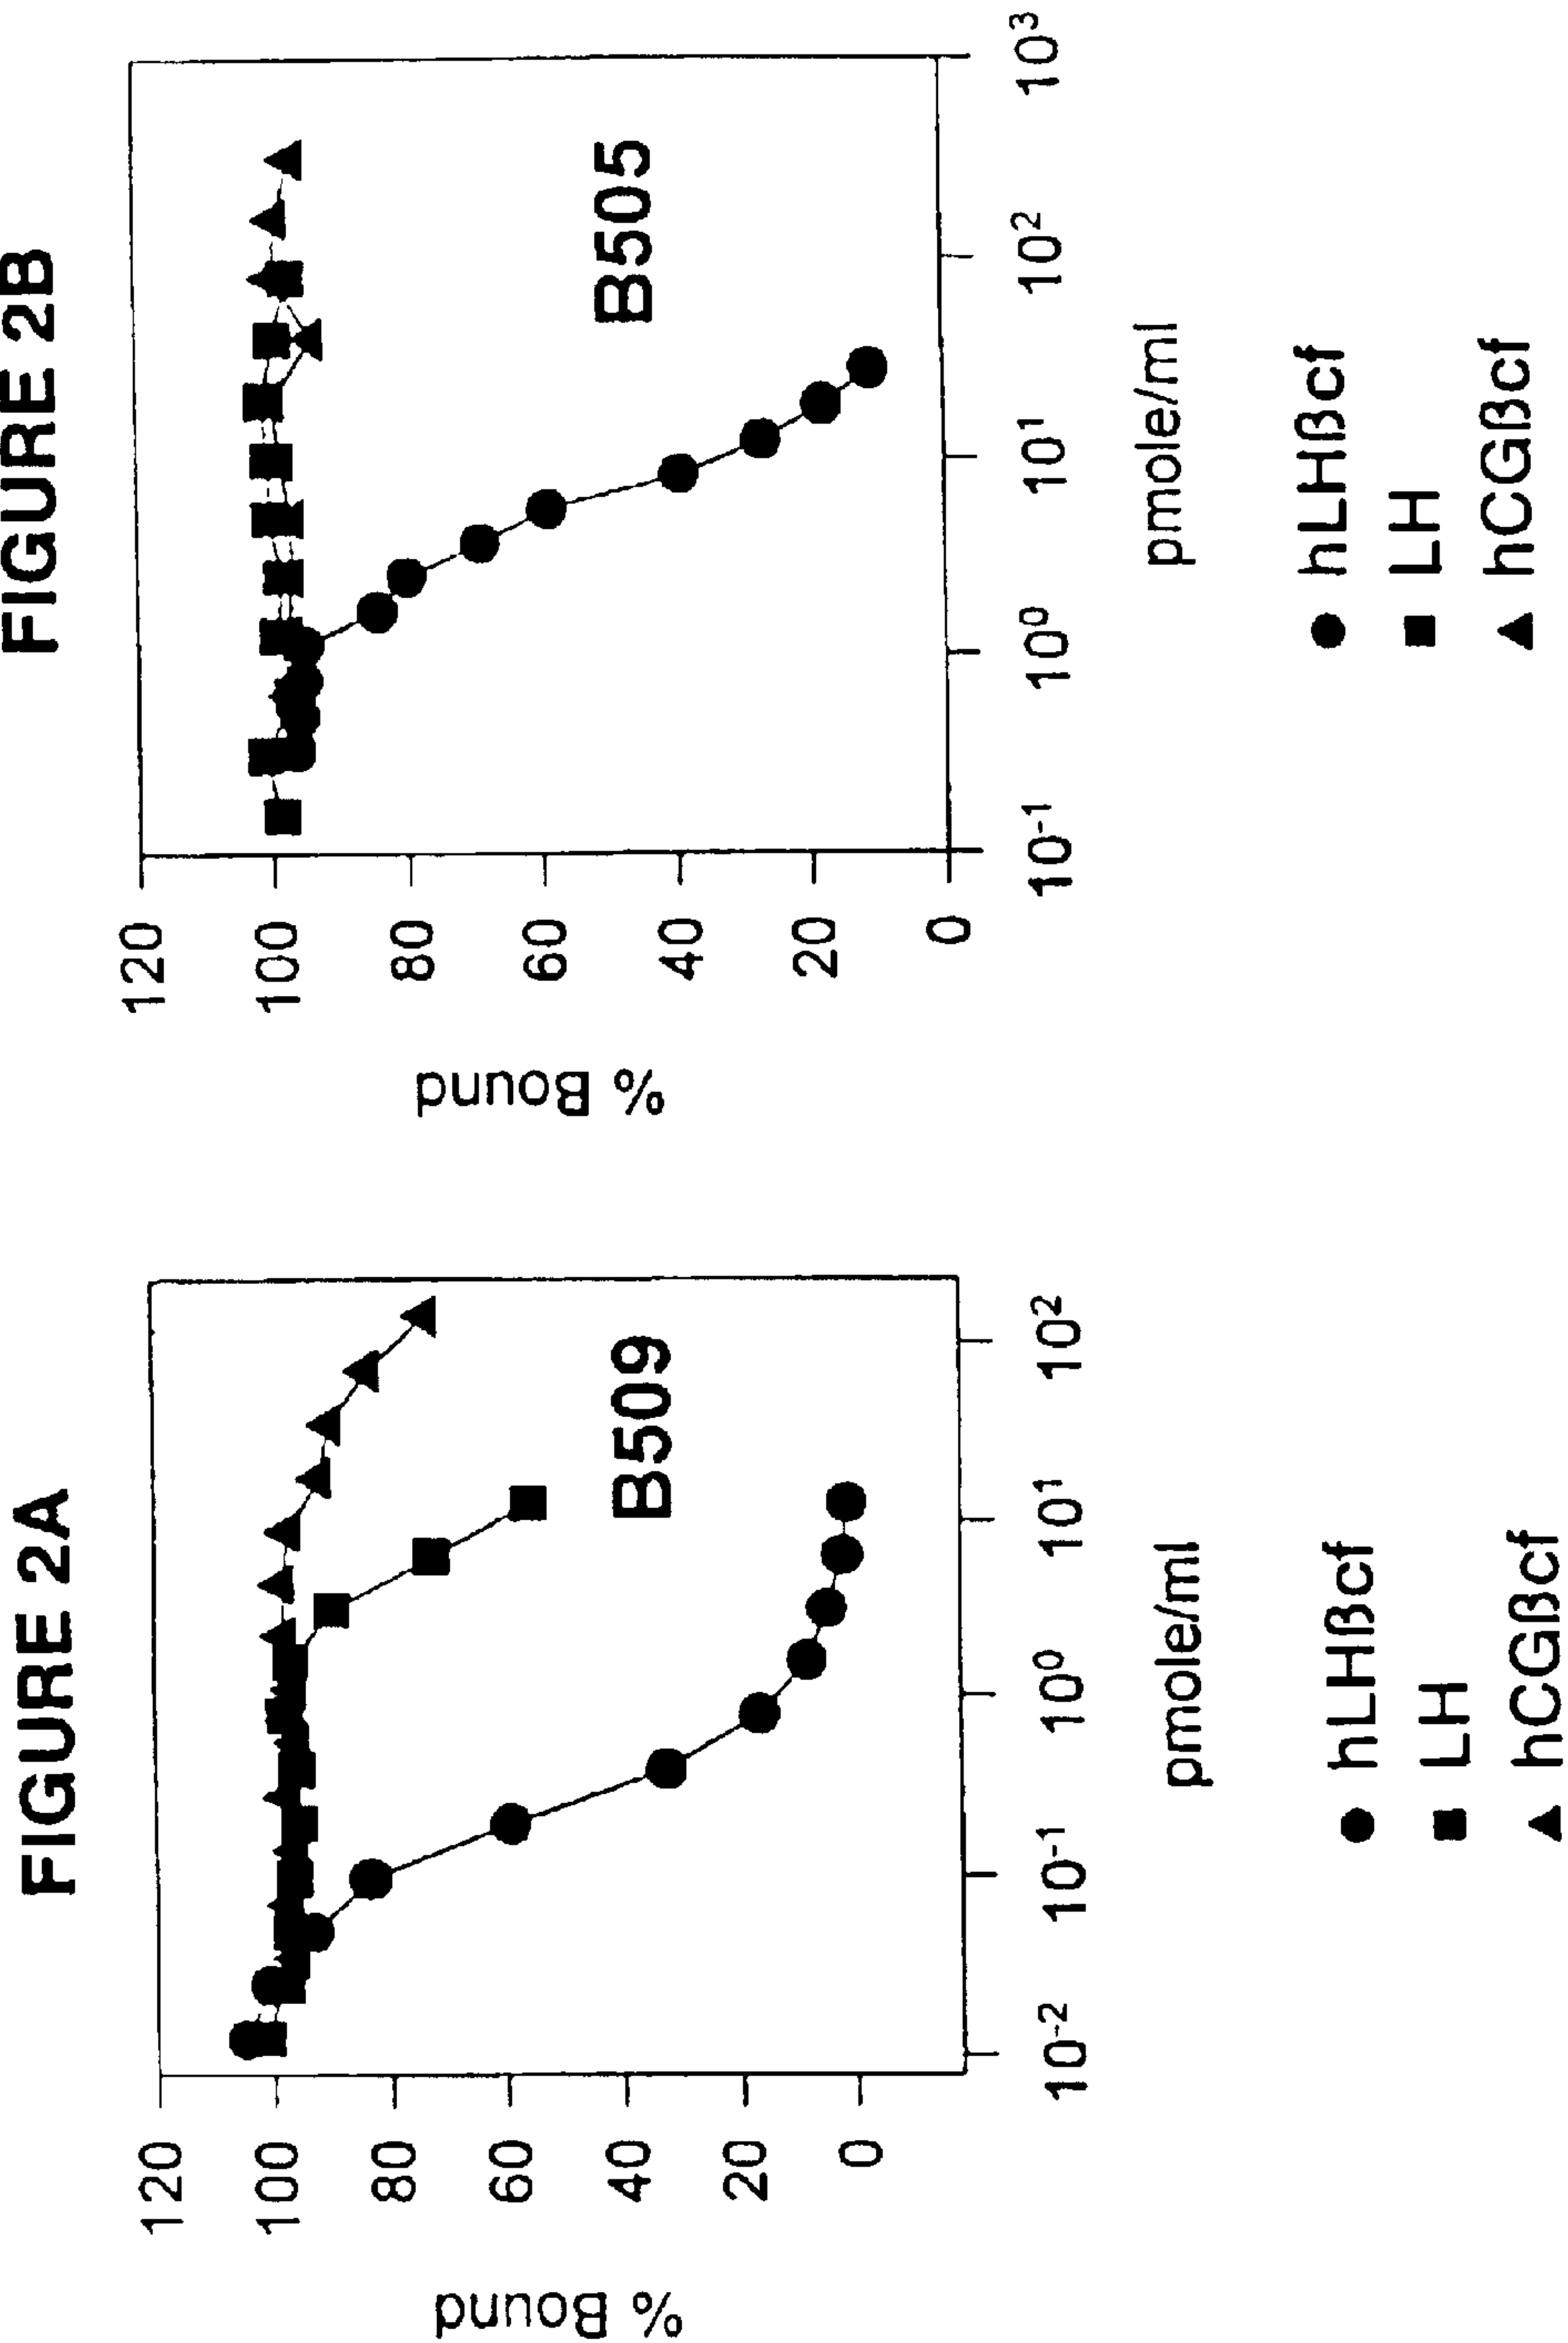 FIGURE 2A
% Bound
120
100
80
60
40
20
0
B509
10⁻²
10⁻¹
10⁰
10¹
10²
pmole/ml
hLHβcf
LH
hCGβcf
FIGURE 2B
% Bound
120
100
80
60
40
20
0
B505
10⁻¹
10⁰
10¹
10²
10³
pmole/ml
hLHβcf
LH
hCGβcf